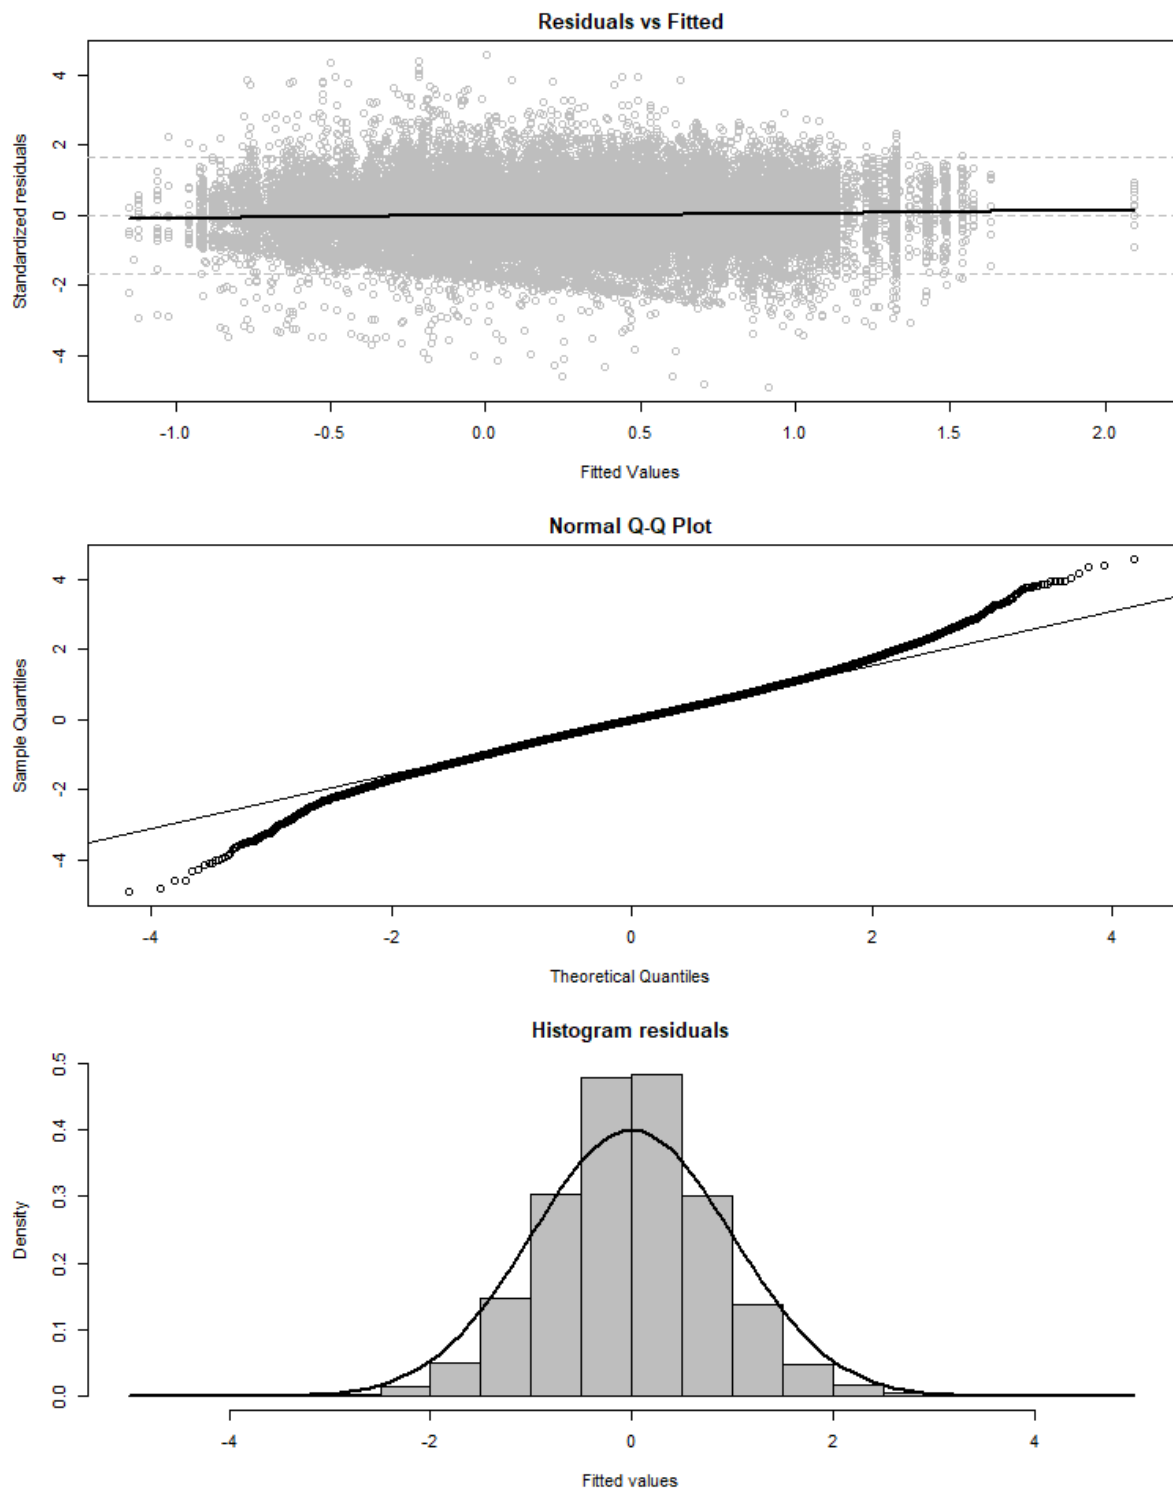 Residuals vs Fitted
Standardized residuals
4
2
0
-2
-4
-1.0 -0.5 0.0 0.5 1.0 1.5 2.0
Fitted Values
Normal Q-Q Plot
Sample Quantiles
4
2
0
-2
-4
-4 -2 0 2 4
Theoretical Quantiles
Histogram residuals
Density
0.5
0.4
0.3
0.2
0.1
0.0
-4 -2 0 2 4
Fitted values